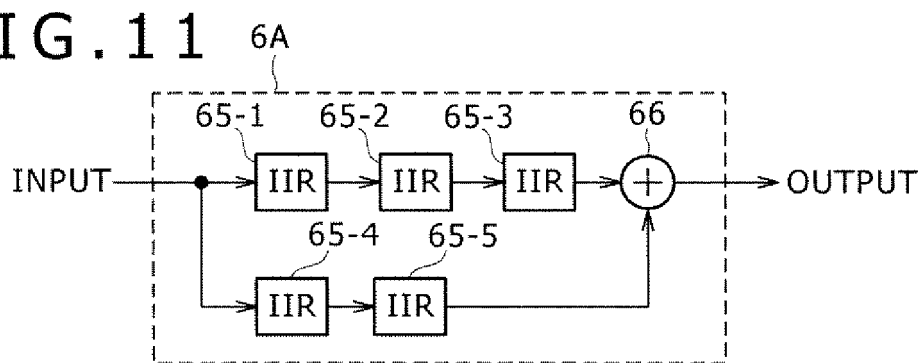 IG.11
6A
65-1 65-2 65-3 66
INPUT IIR IIR IIR + OUTPUT
65-4 65-5
IIR IIR